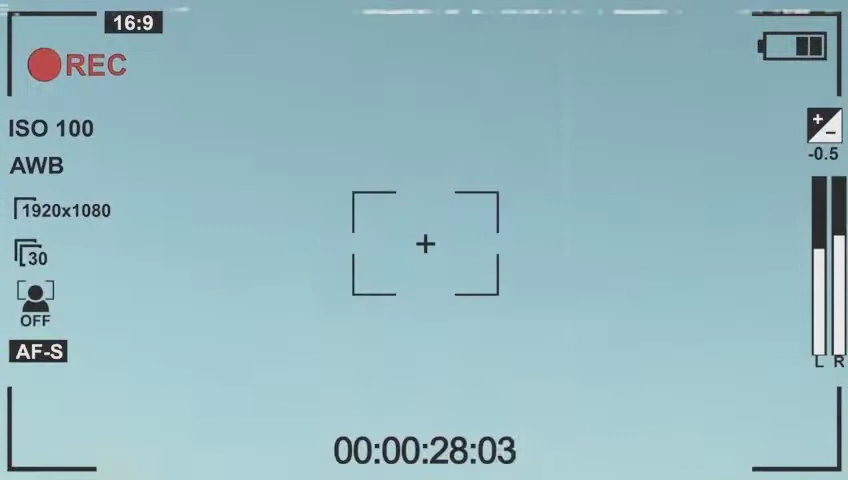 16:9
REC
ISO 100
AWB
1920x1080
30
OFF
AF-S
-0.5
L R
00:00:28:03